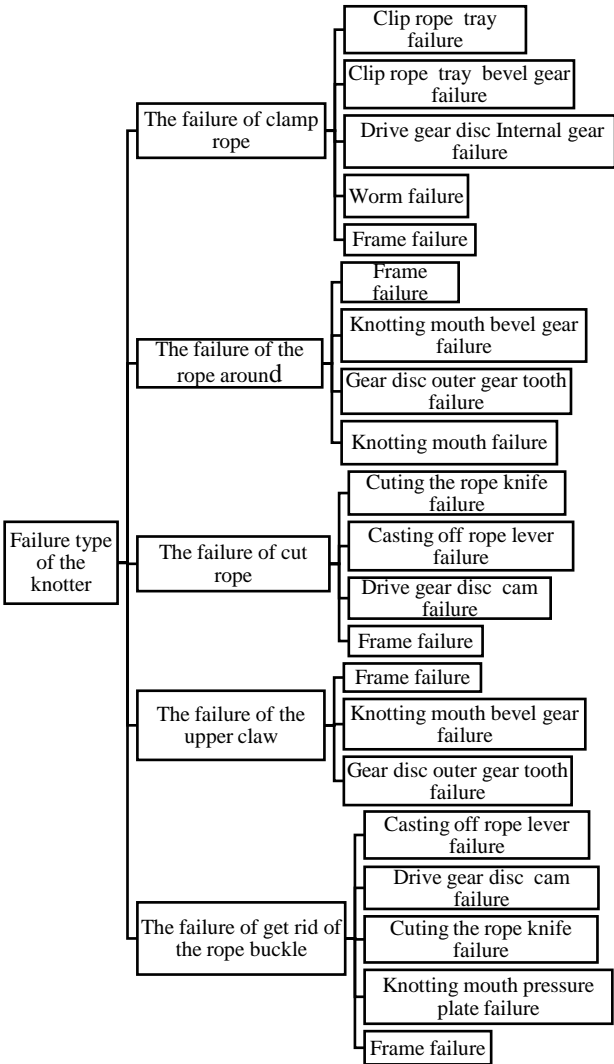 Failure type
of the
knotter
The failure of clamp
rope
Clip rope tray
failure
Clip rope tray bevel gear
failure
Drive gear disc Internal gear
failure
Worm failure
Frame failure
The failure of the
rope around
Frame
failure
Knotting mouth bevel gear
failure
Gear disc outer gear tooth
failure
Knotting mouth failure
The failure of cut
rope
Cuting the rope knife
failure
Casting off rope lever
failure
Drive gear disc cam
failure
Frame failure
The failure of the
upper claw
Frame failure
Knotting mouth bevel gear
failure
Gear disc outer gear tooth
failure
The failure of get rid of
the rope buckle
Casting off rope lever
failure
Drive gear disc cam
failure
Cuting the rope knife
failure
Knotting mouth pressure
plate failure
Frame failure